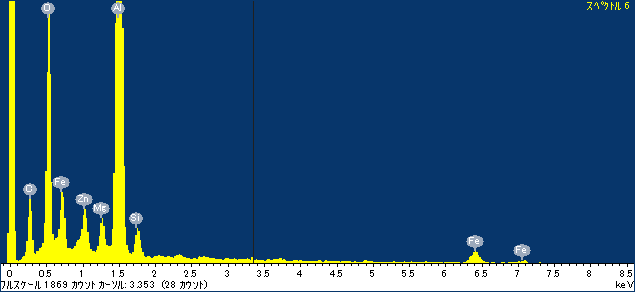 スペクトル 6
O Al
Fe
O Zn Mg Si
Fe Fe
0 0.5 1 1.5 2 2.5 3 3.5 4 4.5 5 5.5 6 6.5 7 7.5 8 8.5
フルスケール 1869 カウント カーソル: 3.353 (28 カウント) keV